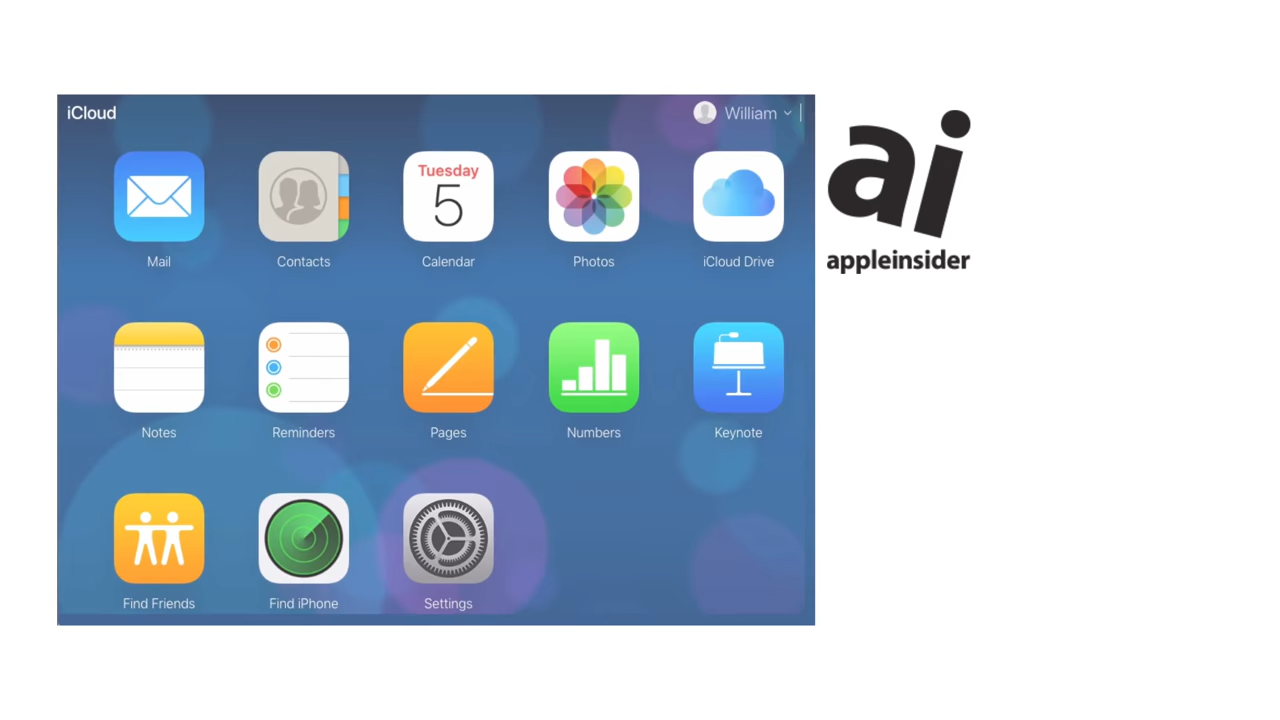 iCloud
William
Tuesday
5
Mail
Contacts
Calendar
Photos
iCloud Drive
Notes
Reminders
Pages
Numbers
Keynote
Find Friends
Find iPhone
Settings
ai
appleinsider